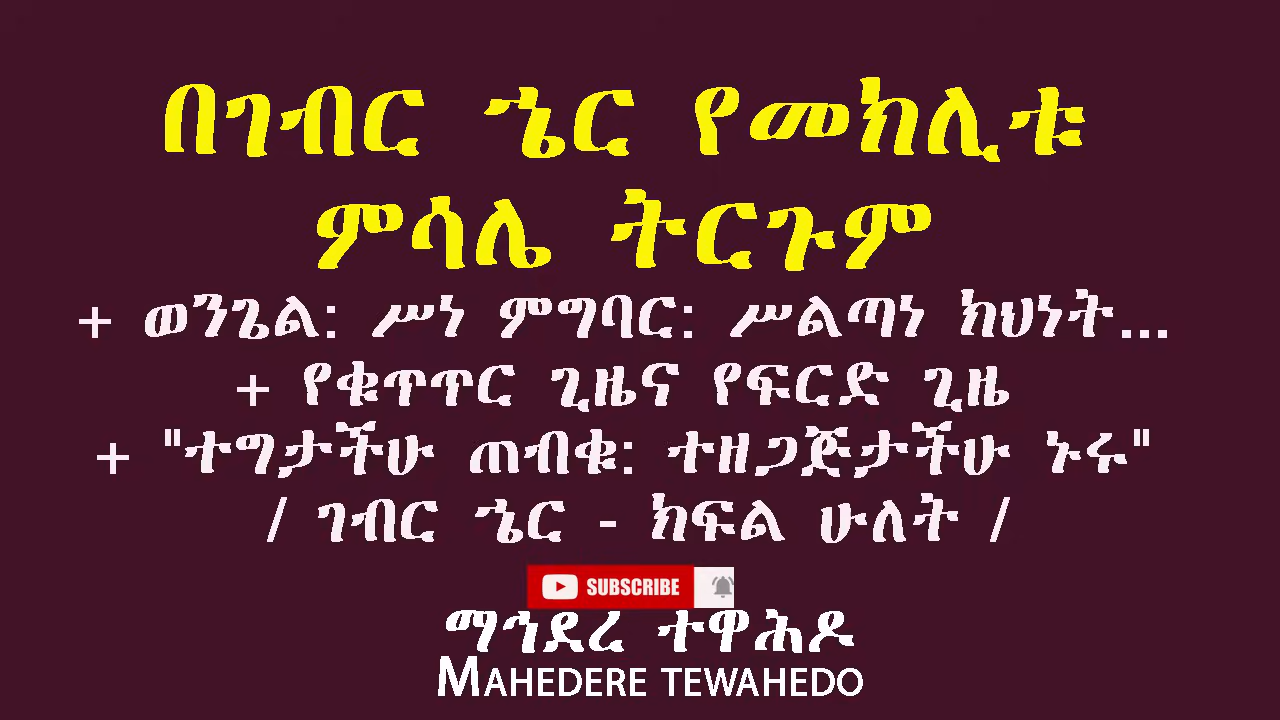 በገብር ኄር የመክሊቱ
ምሳሌ ትርጉም
+ ወንጌል: ሥነ ምግባር: ሥልጣነ ክህነት...
+ የቁጥጥር ጊዜና የፍርድ ጊዜ
+ "ተግታችሁ ጠብቁ: ተዘጋጅታችሁ ኑሩ"
/ ገብር ኄር - ክፍል ሁለት /
SUBSCRIBE
ማኅደረ ተዋሕዶ
MAHEDERE TEWAHEDO